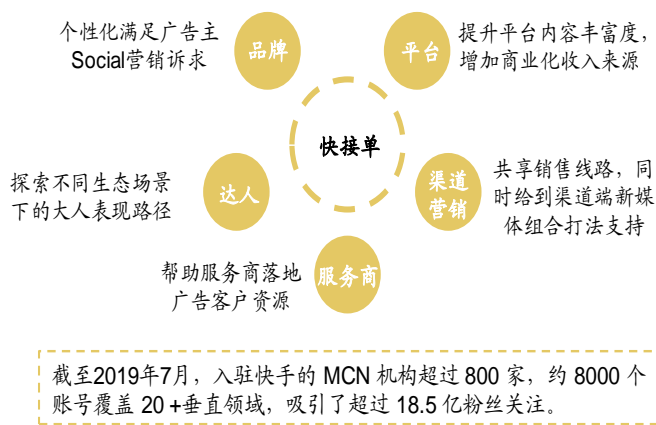 个性化满足广告主
Social营销诉求
品牌
平台
提升平台内容丰富度，
增加商业化收入来源
快接单
探索不同生态场景
下的大人表现路径
达人
渠道
营销
共享销售线路，同
时给到渠道端新媒
体组合打法支持
帮助服务商落地
广告客户资源
服务商
截至2019年7月，入驻快手的 MCN 机构超过 800 家，约 8000 个
账号覆盖 20 +垂直领域，吸引了超过 18.5 亿粉丝关注。